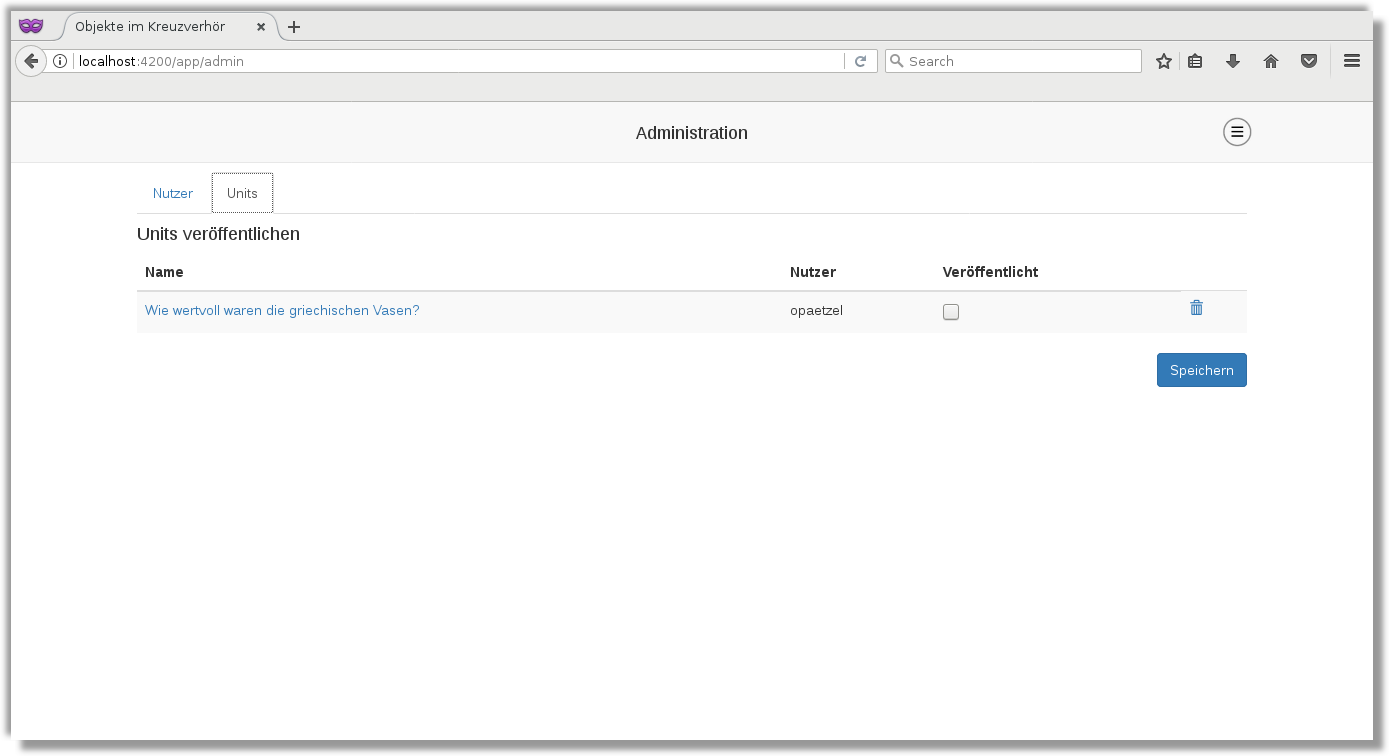 Objekte im Kreuzverhör
localhost:4200/app/admin
Search
Administration
Nutzer
Units
Units veröffentlichen
Name Nutzer Veröffentlicht
Wie wertvoll waren die griechischen Vasen? opaetzel
Speichern